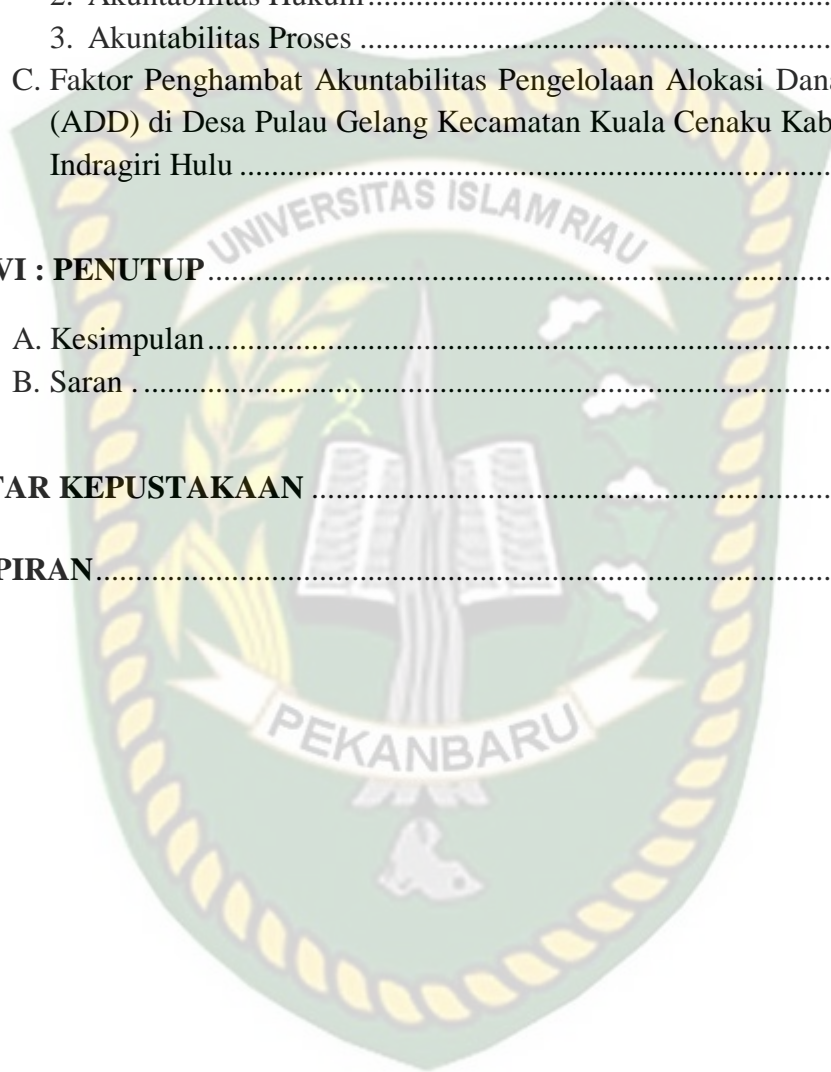 2. Akuntabilitas Hukum
3. Akuntabilitas Proses
C. Faktor Penghambat Akuntabilitas Pengelolaan Alokasi Dana
(ADD) di Desa Pulau Gelang Kecamatan Kuala Cenaku Kab
Indragiri Hulu
UNIVERSITAS ISLAM RIAU
VI : PENUTUP
A. Kesimpulan
B. Saran .
TAR KEPUSTAKAAN
PIRAN
PEKANBARU